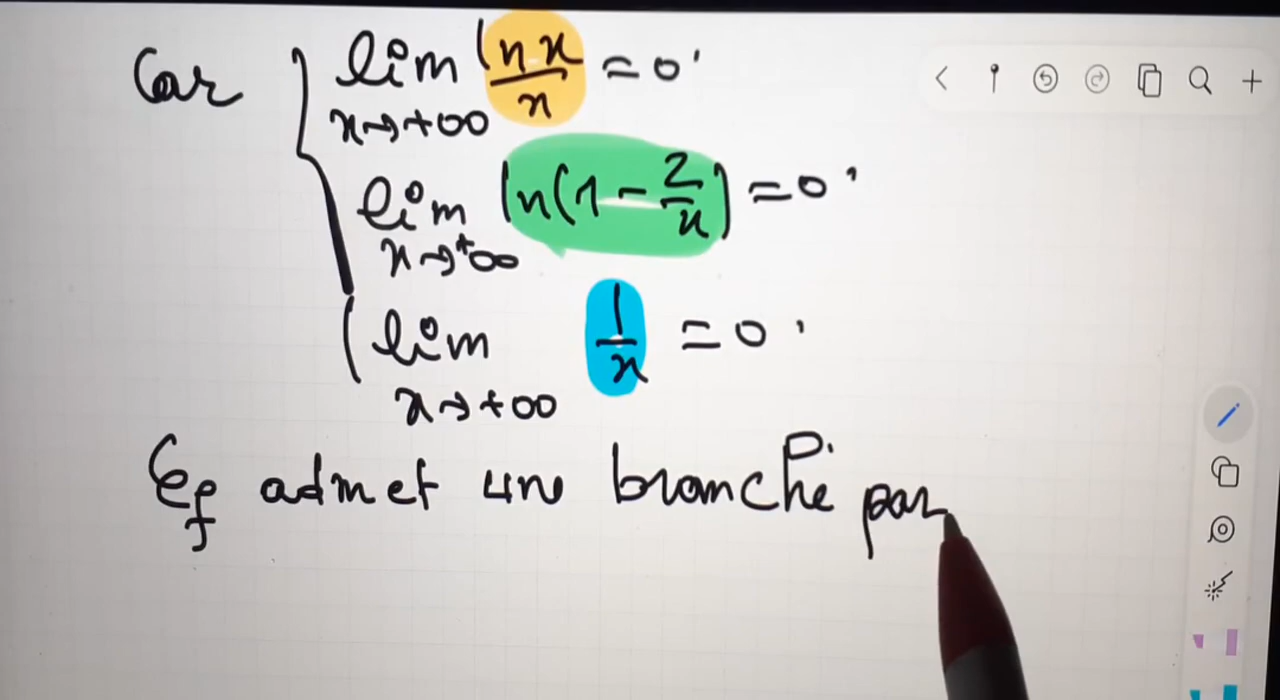 Car lim ln x / x = 0
x→+∞
lim ln(1 - 2/x) = 0
x→+∞
lim 1/x = 0
x→+∞
Cf admet une branche par